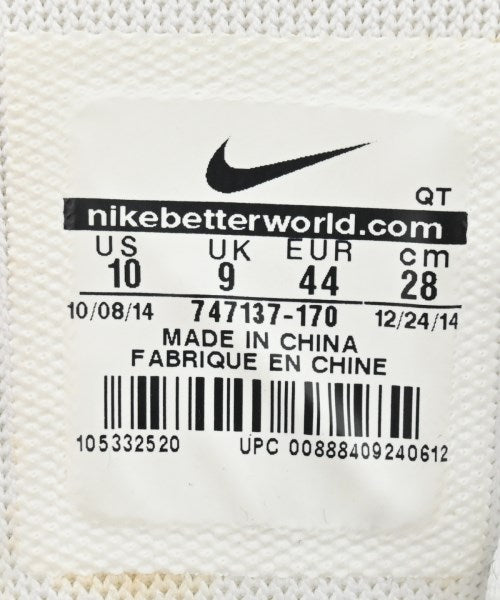 QT
nikebetterworld.com
US UK EUR cm
10 9 44 28
10/08/14 747137-170 12/24/14
MADE IN CHINA
FABRIQUE EN CHINE
105332520 UPC 00888409240612